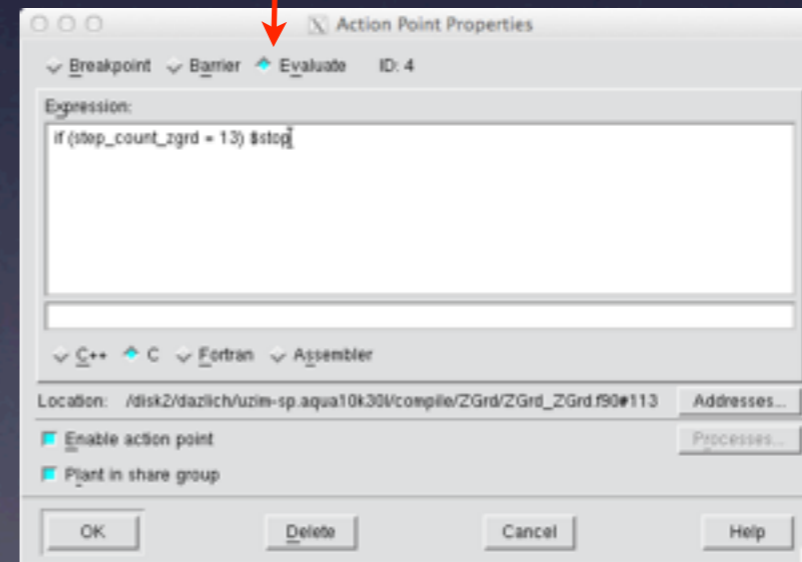 Action Point Properties
Breakpoint Barrier Evaluate ID: 4
Expression:
if (step_count_zgrd = 13) $stop
C++ C Fortran Assembler
Location: /disk2/dazlich/uzim-sp.aqua10k30l/compile/ZGrd/ZGrd_ZGrd.f90#113 Addresses...
Enable action point Processes...
Plant in share group
OK Delete Cancel Help